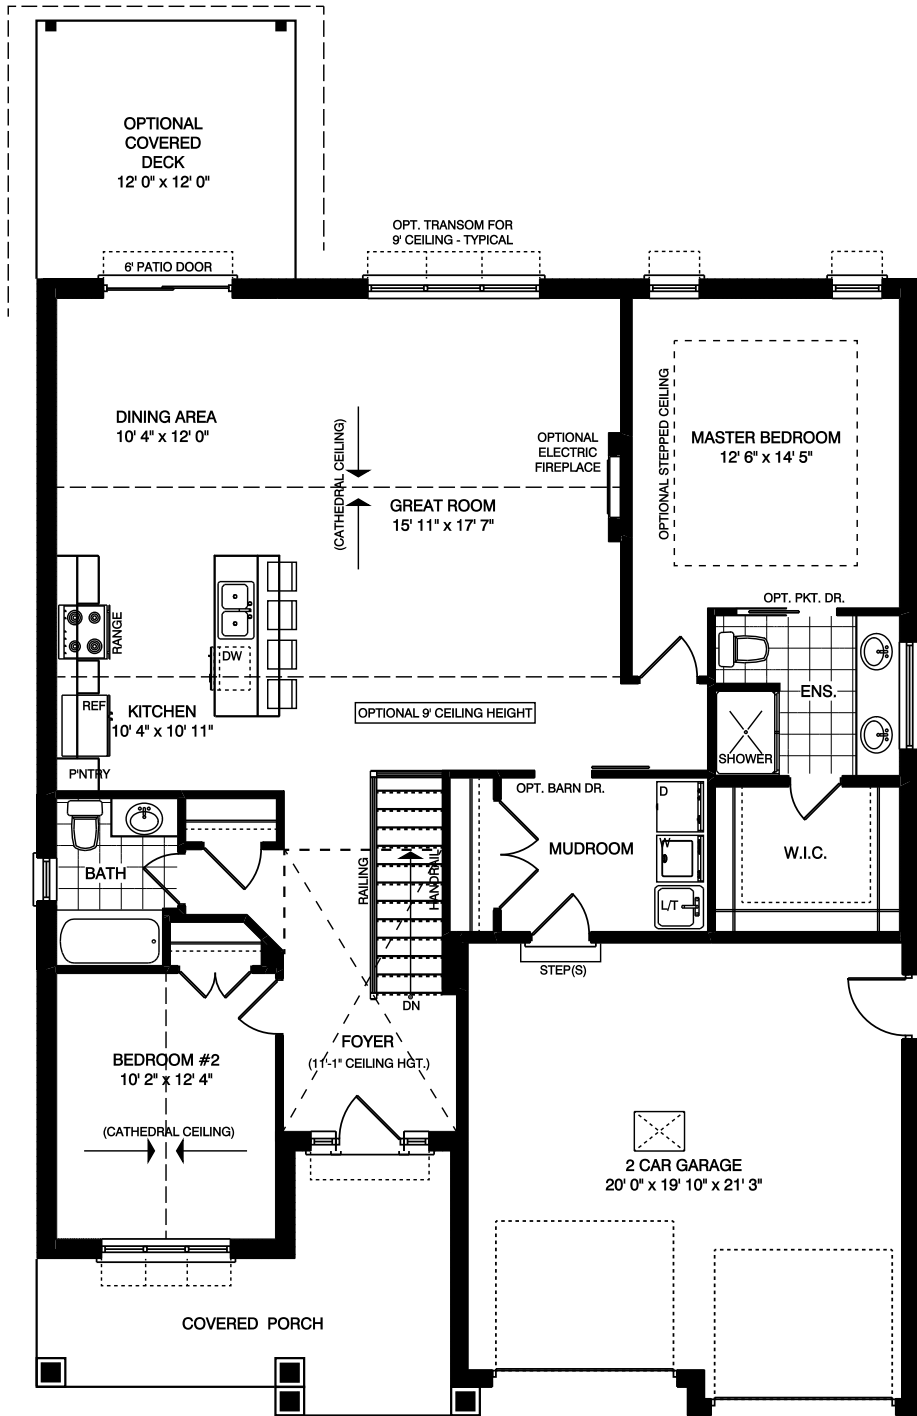 OPTIONAL
COVERED
DECK
12' 0" x 12' 0"
OPT. TRANSOM FOR
9' CEILING - TYPICAL
6' PATIO DOOR
DINING AREA
10' 4" x 12' 0"
(CATHEDRAL CEILING)
OPTIONAL
ELECTRIC
FIREPLACE
GREAT ROOM
15' 11" x 17' 7"
OPTIONAL STEPPED CEILING
MASTER BEDROOM
12' 6" x 14' 5"
OPT. PKT. DR.
RANGE
DW
REF
KITCHEN
10' 4" x 10' 11"
P'NTRY
OPTIONAL 9' CEILING HEIGHT
ENS.
SHOWER
OPT. BARN DR.
D
W
L/T
MUDROOM
W.I.C.
BATH
RAILING
HANDRAIL
DN
STEP(S)
FOYER
(11'-1" CEILING HGT.)
BEDROOM #2
10' 2" x 12' 4"
(CATHEDRAL CEILING)
2 CAR GARAGE
20' 0" x 19' 10" x 21' 3"
COVERED PORCH